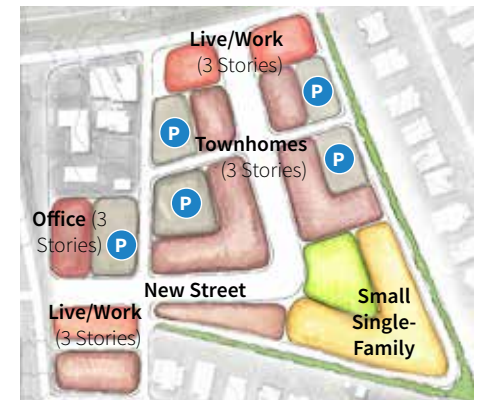 Live/Work
(3 Stories)
P
P
Townhomes
(3 Stories)
P
P
Office (3
Stories)
P
New Street
Live/Work
(3 Stories)
Small
Single-
Family